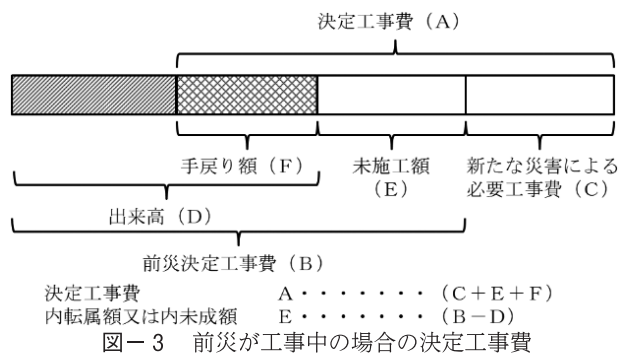 決定工事費（A）
手戻り額（F）
未施工額
（E）
新たな災害による
必要工事費（C）
出来高（D）
前災決定工事費（B）
決定工事費　A・・・・・・・（C＋E＋F）
内転属額又は内未成額　E・・・・・・・（B－D）
図－3　前災が工事中の場合の決定工事費